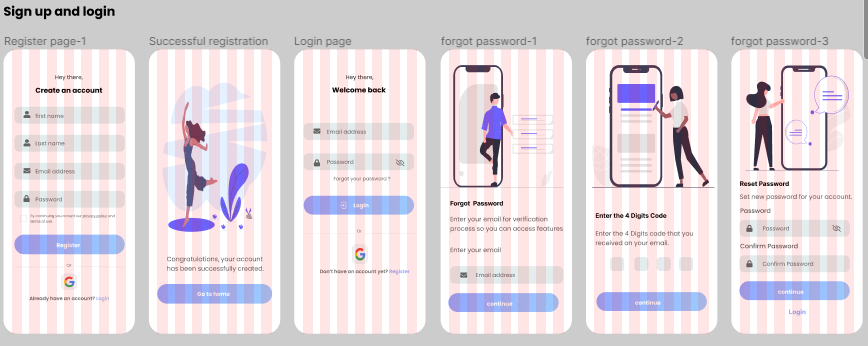 Sign up and login
Register page-1
Hey there,
Create an account
first name
Last name
Email address
Password
By continuing you accept our privacy policy and
terms of use
Register
Or
Already have an account? Login
Successful registration
Congratulations, your account
has been successfully created.
Go to home
Login page
Hey there,
Welcome back
Email address
Password
Forgot your password ?
Login
Or
Don't have an account yet? Register
forgot password-1
Forgot Password
Enter your email for verification
process so you can access features
Enter your email
Email address
continue
forgot password-2
Enter the 4 Digits Code
Enter the 4 Digits code that you
received on your email.
continue
forgot password-3
Reset Password
Set new password for your account.
Password
Password
Confirm Password
Confirm Password
continue
Login